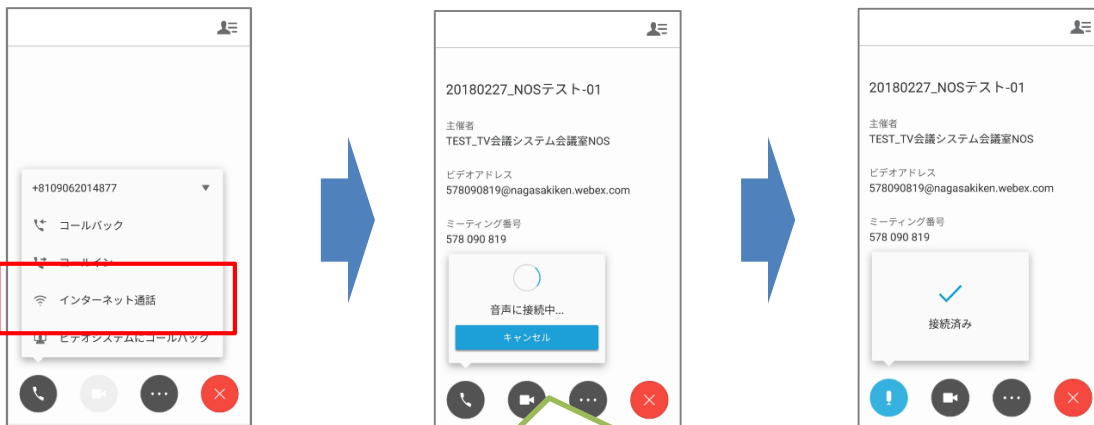 +8109062014877
コールバック
コールイン
インターネット通話
ビデオシステムにコールバック
20180227_NOSテスト-01
主催者
TEST_TV会議システム会議室NOS
ビデオアドレス
578090819@nagasakiken.webex.com
ミーティング番号
578 090 819
音声に接続中...
キャンセル
20180227_NOSテスト-01
主催者
TEST_TV会議システム会議室NOS
ビデオアドレス
578090819@nagasakiken.webex.com
ミーティング番号
578 090 819
接続済み